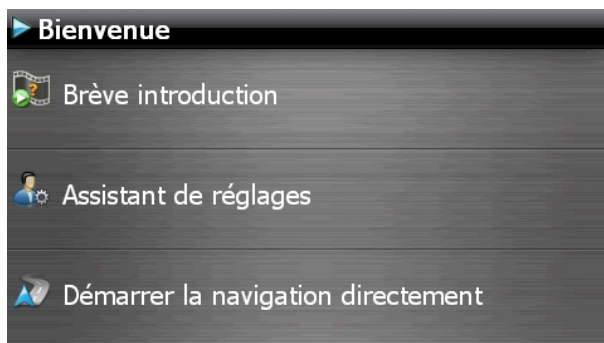 Bienvenue
Brève introduction
Assistant de réglages
Démarrer la navigation directement